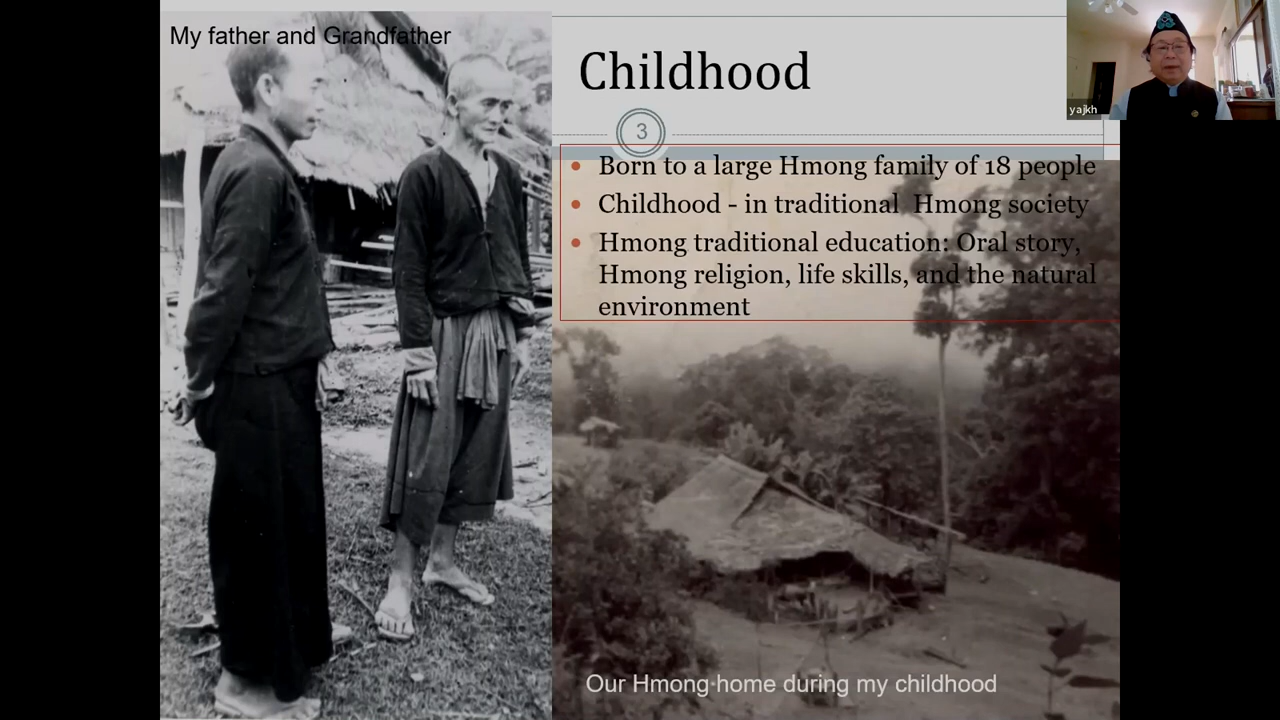 My father and Grandfather
Childhood
yajkh
3
Born to a large Hmong family of 18 people
Childhood - in traditional Hmong society
Hmong traditional education: Oral story,
Hmong religion, life skills, and the natural
environment
Our Hmong home during my childhood